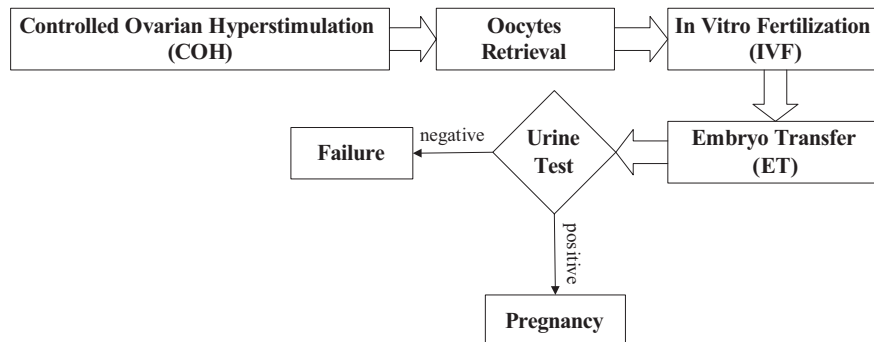 Controlled Ovarian Hyperstimulation
(COH)
Oocytes
Retrieval
In Vitro Fertilization
(IVF)
Embryo Transfer
(ET)
Urine
Test
negative
Failure
positive
Pregnancy